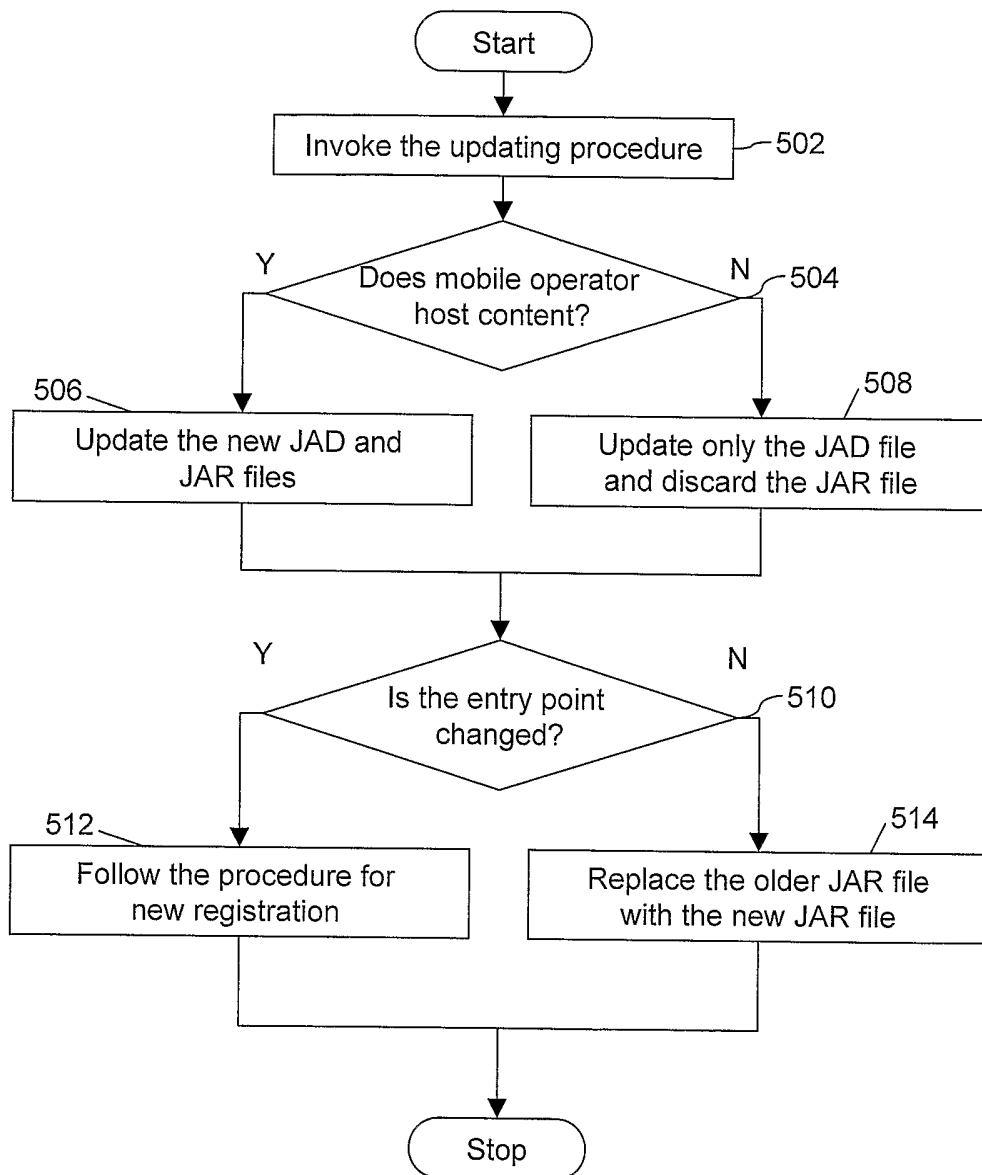 Start
Invoke the updating procedure
502
Y
N
Does mobile operator
host content?
504
506
508
Update the new JAD and
JAR files
Update only the JAD file
and discard the JAR file
Y
N
Is the entry point
changed?
510
512
514
Follow the procedure for
new registration
Replace the older JAR file
with the new JAR file
Stop